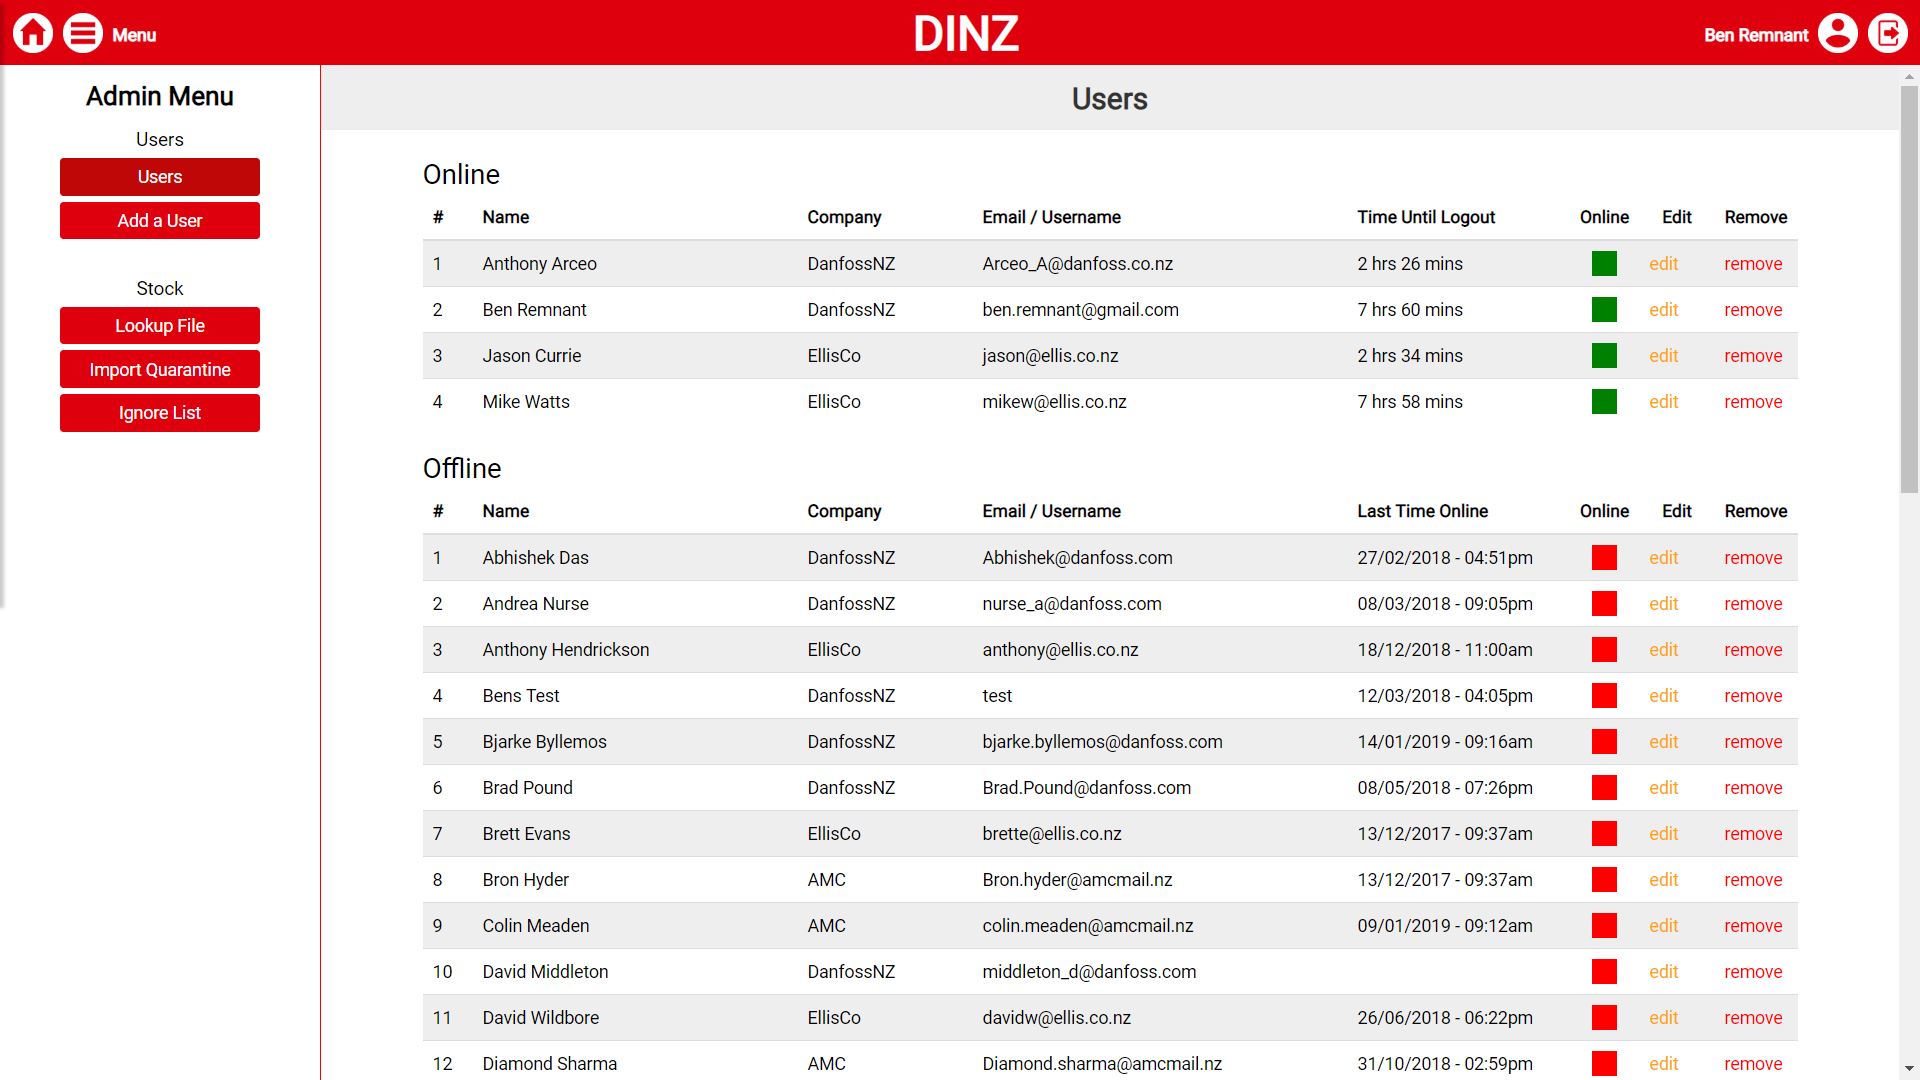 Menu
DINZ
Ben Remnant
Admin Menu
Users
Users
Add a User
Stock
Lookup File
Import Quarantine
Ignore List
Users
Online
# Name Company Email / Username Time Until Logout Online Edit Remove
1 Anthony Arceo DanfossNZ Arceo_A@danfoss.co.nz 2 hrs 26 mins edit remove
2 Ben Remnant DanfossNZ ben.remnant@gmail.com 7 hrs 60 mins edit remove
3 Jason Currie EllisCo jason@ellis.co.nz 2 hrs 34 mins edit remove
4 Mike Watts EllisCo mikew@ellis.co.nz 7 hrs 58 mins edit remove
Offline
# Name Company Email / Username Last Time Online Online Edit Remove
1 Abhishek Das DanfossNZ Abhishek@danfoss.com 27/02/2018 - 04:51pm edit remove
2 Andrea Nurse DanfossNZ nurse_a@danfoss.com 08/03/2018 - 09:05pm edit remove
3 Anthony Hendrickson EllisCo anthony@ellis.co.nz 18/12/2018 - 11:00am edit remove
4 Bens Test DanfossNZ test 12/03/2018 - 04:05pm edit remove
5 Bjarke Byllemos DanfossNZ bjarke.byllemos@danfoss.com 14/01/2019 - 09:16am edit remove
6 Brad Pound DanfossNZ Brad.Pound@danfoss.com 08/05/2018 - 07:26pm edit remove
7 Brett Evans EllisCo brette@ellis.co.nz 13/12/2017 - 09:37am edit remove
8 Bron Hyder AMC Bron.hyder@amcmail.nz 13/12/2017 - 09:37am edit remove
9 Colin Meaden AMC colin.meaden@amcmail.nz 09/01/2019 - 09:12am edit remove
10 David Middleton DanfossNZ middleton_d@danfoss.com edit remove
11 David Wildbore EllisCo davidw@ellis.co.nz 26/06/2018 - 06:22pm edit remove
12 Diamond Sharma AMC Diamond.sharma@amcmail.nz 31/10/2018 - 02:59pm edit remove